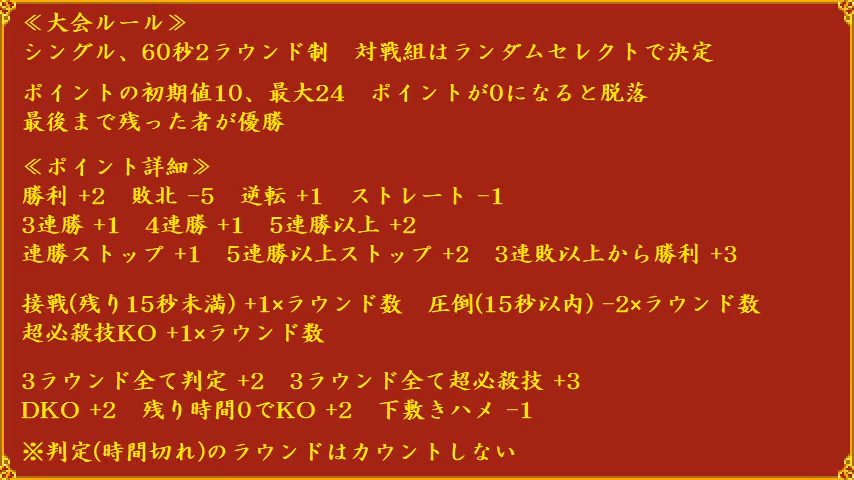 ≪大会ルール≫
シングル、60秒2ラウンド制　対戦組はランダムセレクトで決定
ポイントの初期値10、最大24　ポイントが0になると脱落
最後まで残った者が優勝
≪ポイント詳細≫
勝利 +2　敗北 −5　逆転 +1　ストレート −1
3連勝 +1　4連勝 +1　5連勝以上 +2
連勝ストップ +1　5連勝以上ストップ +2　3連敗以上から勝利 +3
接戦(残り15秒未満) +1×ラウンド数　圧倒(15秒以内) −2×ラウンド数
超必殺技KO +1×ラウンド数
3ラウンド全て判定 +2　3ラウンド全て超必殺技 +3
DKO +2　残り時間0でKO +2　下敷きハメ −1
※判定(時間切れ)のラウンドはカウントしない